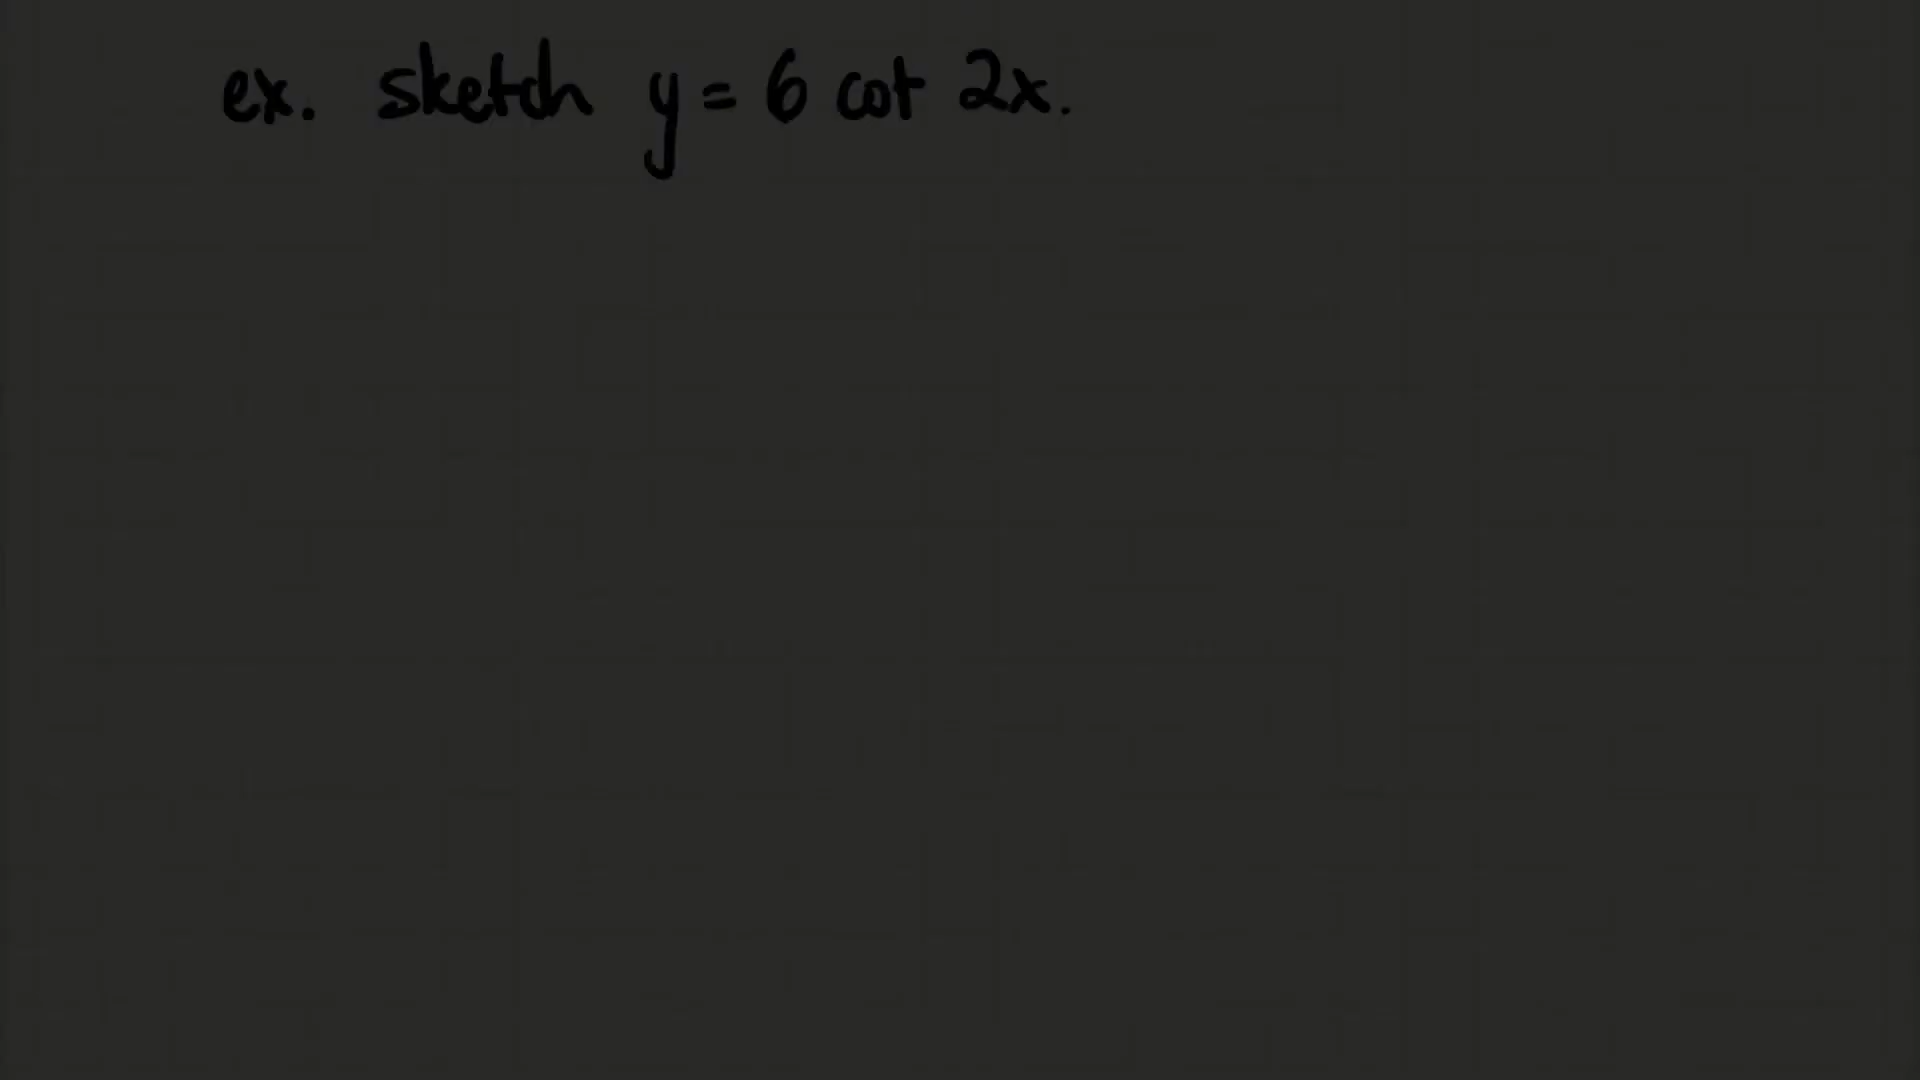 ex. sketch y = 6 cot 2x.